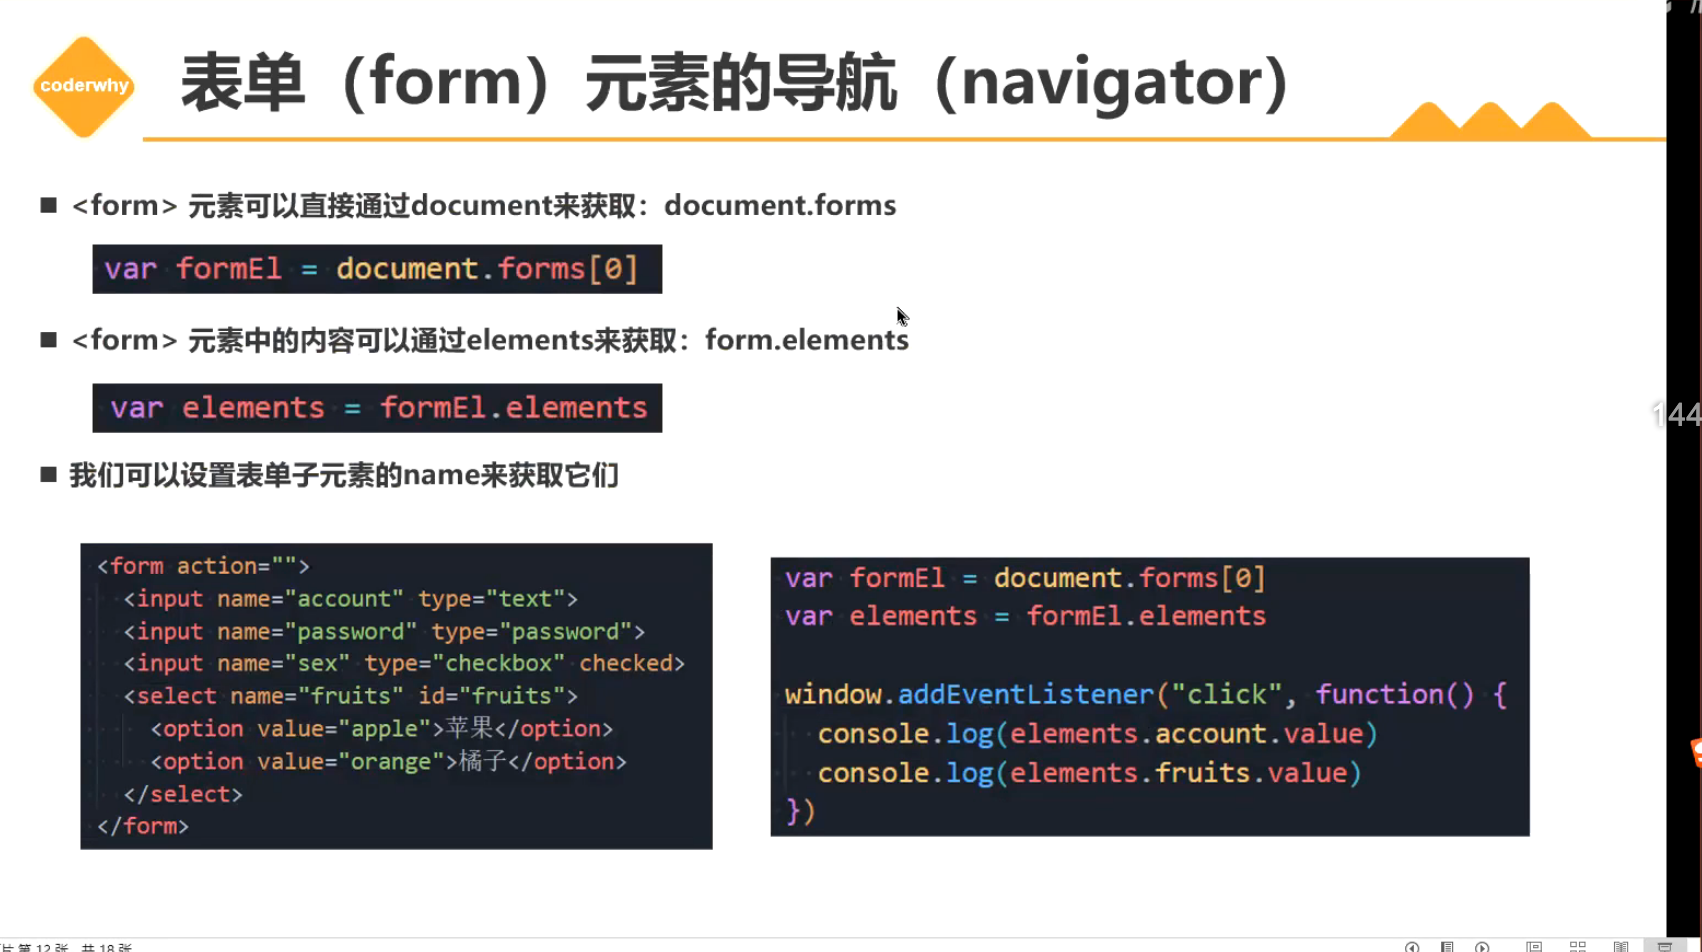 coderwhy
表单（form）元素的导航（navigator）
<form> 元素可以直接通过document来获取：document.forms
var formEl = document.forms[0]
<form> 元素中的内容可以通过elements来获取：form.elements
var elements = formEl.elements
我们可以设置表单子元素的name来获取它们
<form action="">
<input name="account" type="text">
<input name="password" type="password">
<input name="sex" type="checkbox" checked>
<select name="fruits" id="fruits">
<option value="apple">苹果</option>
<option value="orange">橘子</option>
</select>
</form>
var formEl = document.forms[0]
var elements = formEl.elements
window.addEventListener("click", function() {
console.log(elements.account.value)
console.log(elements.fruits.value)
})
144
第 12 张，共 18 张